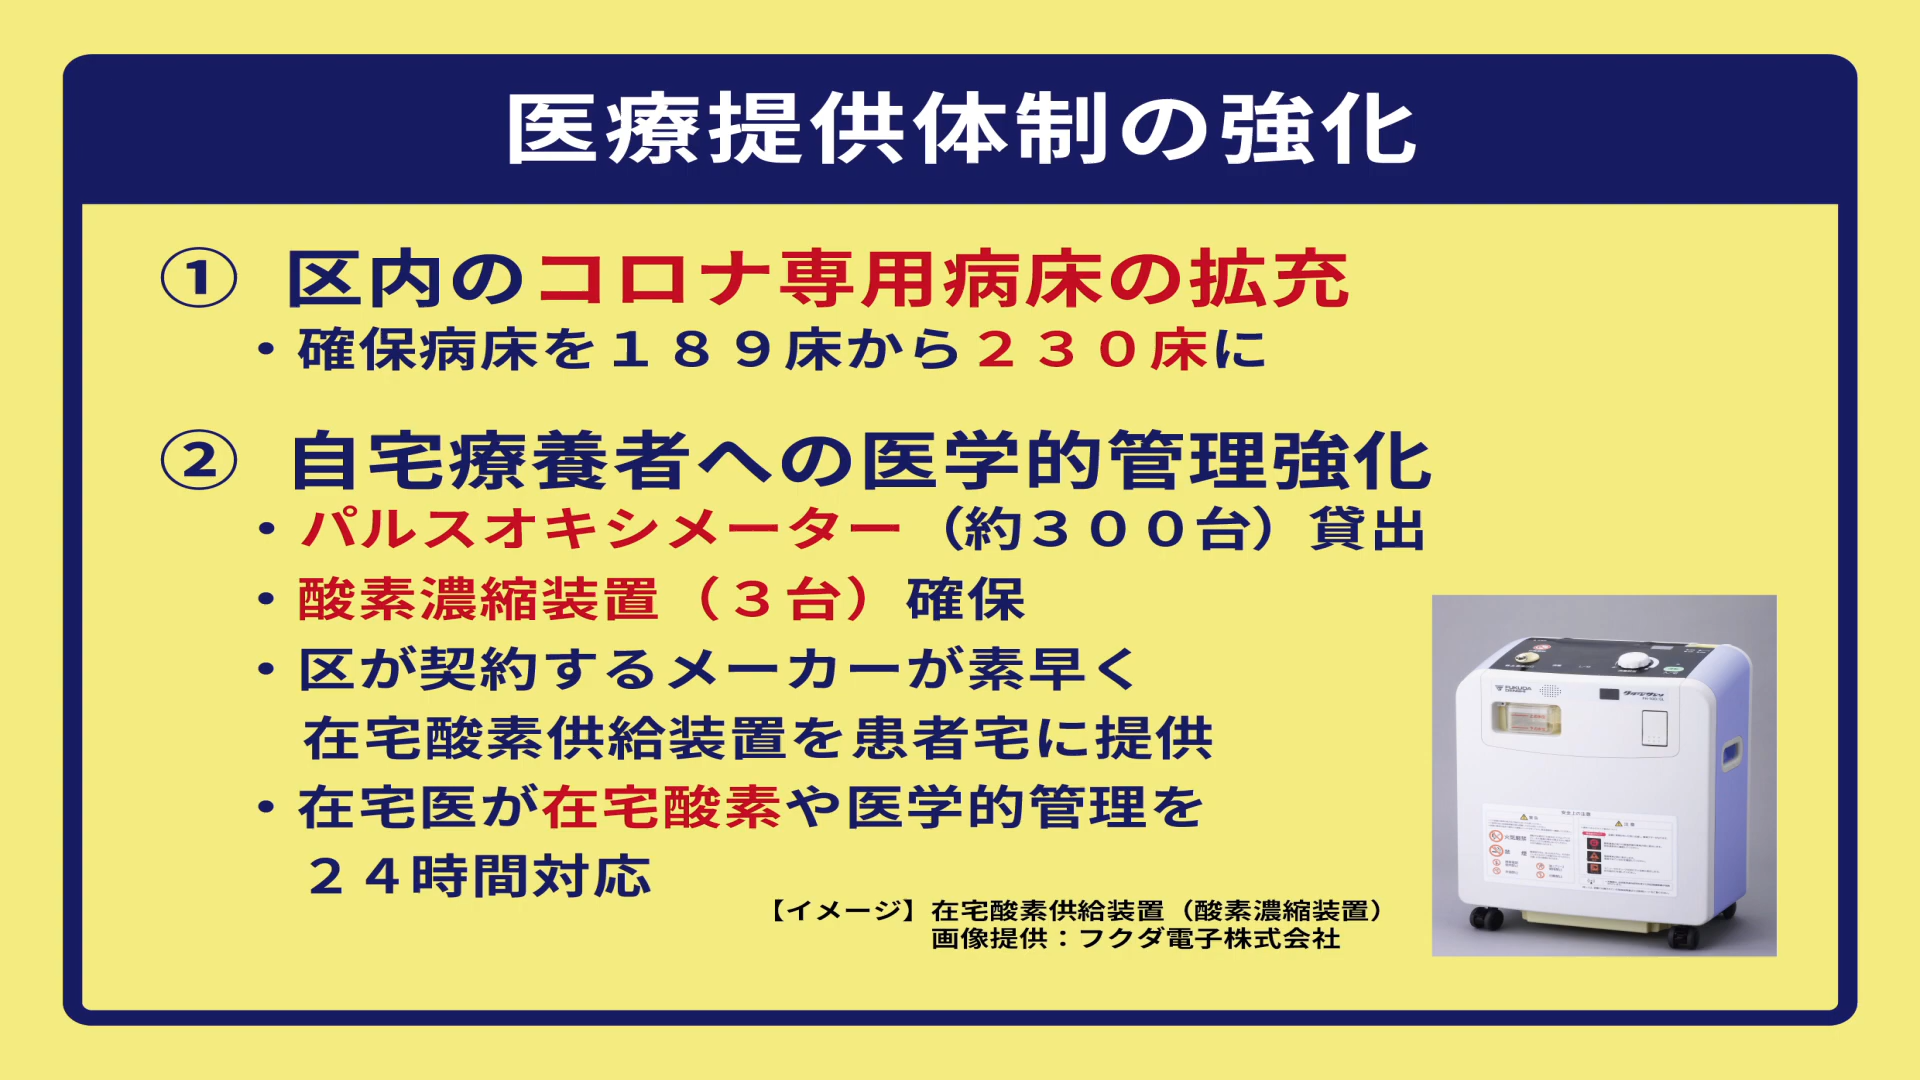 医療提供体制の強化
① 区内のコロナ専用病床の拡充
・確保病床を１８９床から２３０床に
② 自宅療養者への医学的管理強化
・パルスオキシメーター（約３００台）貸出
・酸素濃縮装置（３台）確保
・区が契約するメーカーが素早く
在宅酸素供給装置を患者宅に提供
・在宅医が在宅酸素や医学的管理を
２４時間対応
【イメージ】在宅酸素供給装置（酸素濃縮装置）
画像提供：フクダ電子株式会社
FUKUDA